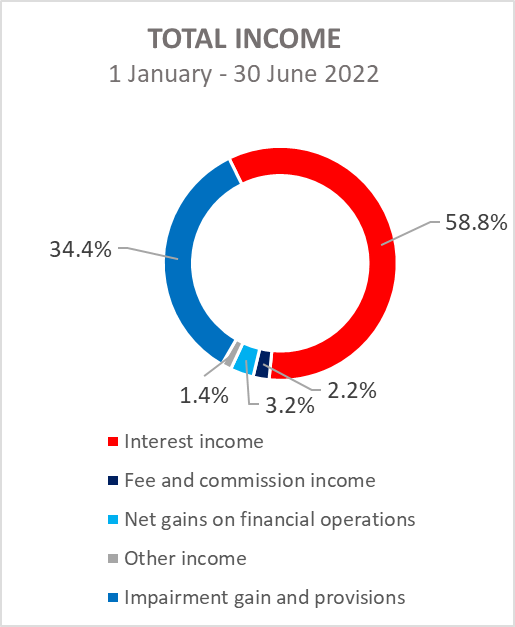 TOTAL INCOME
1 January - 30 June 2022
58.8%
34.4%
2.2%
1.4%
3.2%
Interest income
Fee and commission income
Net gains on financial operations
Other income
Impairment gain and provisions